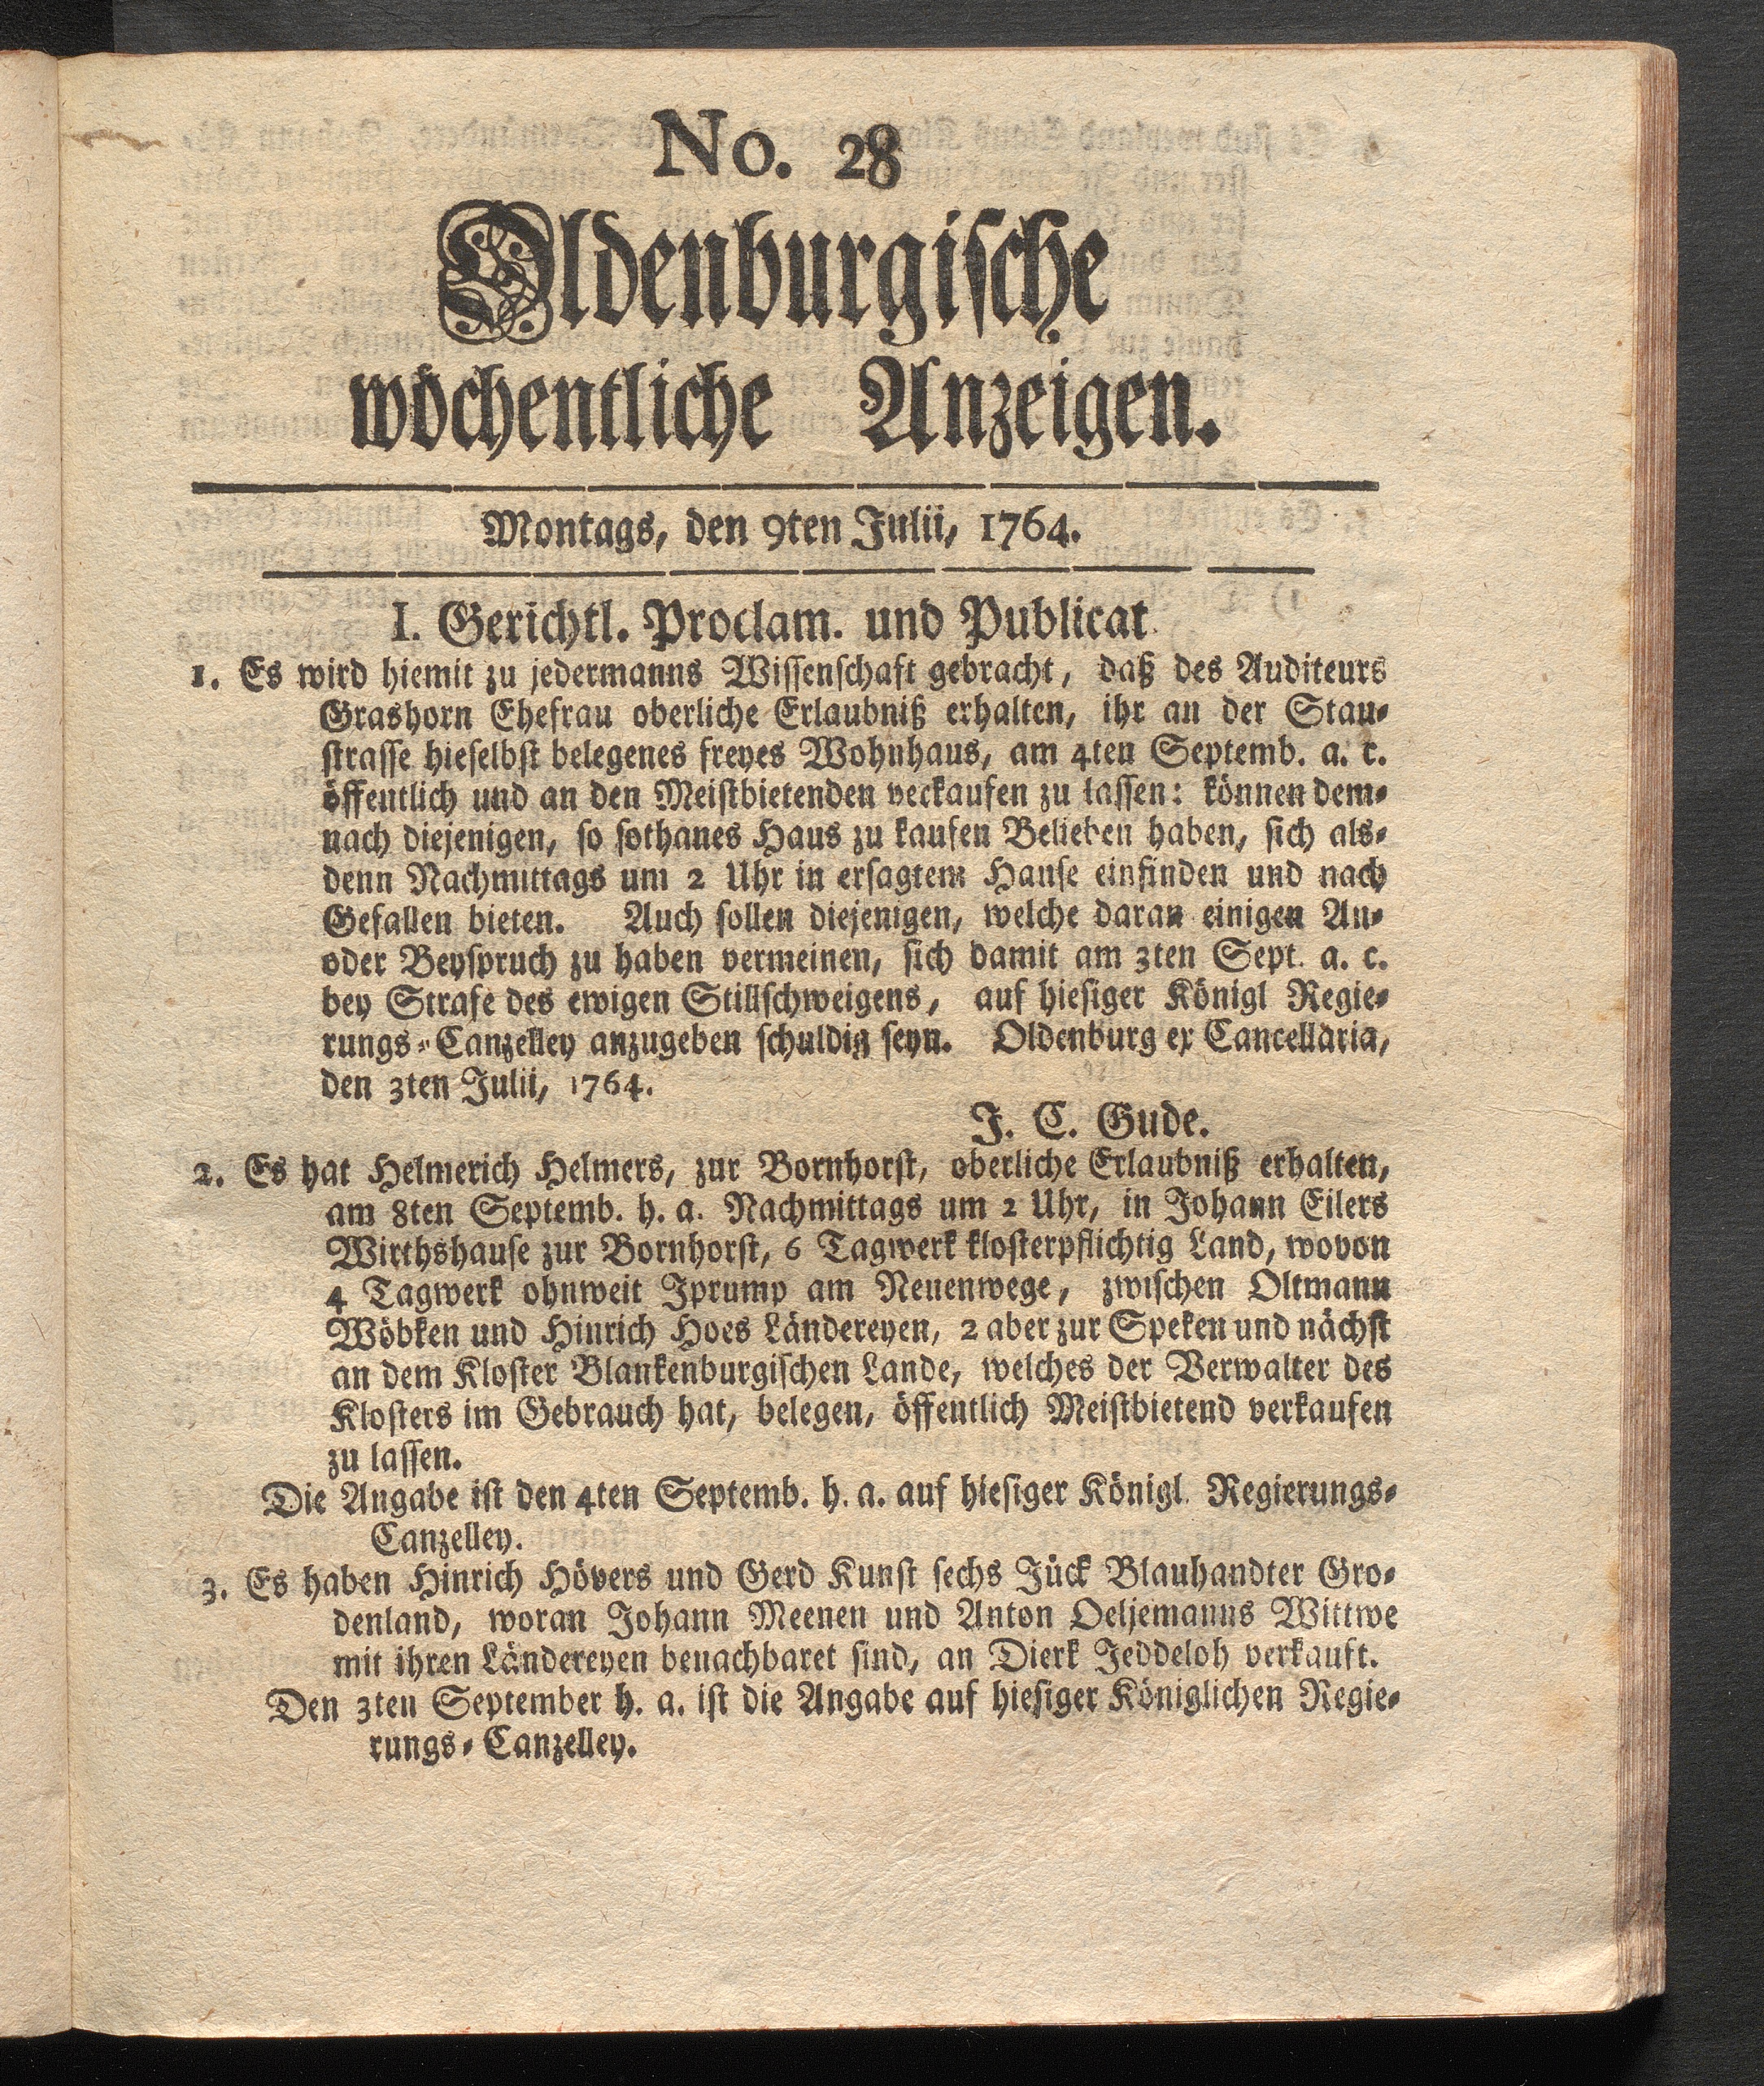 No. 28
Oldenburgische
wöchentliche Anzeigen.
Montags, den 9ten Julii, 1764.
I. Gerichtl. Proclam. und Publicat
1. Es wird hiemit zu jedermanns Wissenschaft gebracht, daß des Auditeurs
Grashorn Ehefrau oberliche Erlaubniß erhalten, ihr an der Stau-
strasse hieselbst belegenes freyes Wohnhaus, am 4ten Septemb. a. c.
öffentlich und an den Meistbietenden verkaufen zu lassen: können dem-
nach diejenigen, so sothanes Haus zu kaufen Belieben haben, sich als-
denn Nachmittags um 2 Uhr in ersagtem Hause einfinden und nach
Gefallen bieten. Auch sollen diejenigen, welche daran einigen An-
oder Beyspruch zu haben vermeinen, sich damit am 3ten Sept. a. c.
bey Strafe des ewigen Stillschweigens, auf hiesiger Königl Regie-
rungs-Canzelley anzugeben schuldig seyn. Oldenburg ex Cancellaria,
den 3ten Julii, 1764.
J. C. Gude.
2. Es hat Helmerich Helmers, zur Bornhorst, oberliche Erlaubniß erhalten,
am 8ten Septemb. h. a. Nachmittags um 2 Uhr, in Johann Eilers
Wirthshause zur Bornhorst, 6 Tagwerk klosterpflichtig Land, wovon
4 Tagwerk ohnweit Iprump am Neuenwege, zwischen Oltmann
Wöbken und Hinrich Hoes Ländereyen, 2 aber zur Speken und nächst
an dem Kloster Blankenburgischen Lande, welches der Verwalter des
Klosters im Gebrauch hat, belegen, öffentlich Meistbietend verkaufen
zu lassen.
Die Angabe ist den 4ten Septemb. h. a. auf hiesiger Königl. Regierungs-
Canzelley.
3. Es haben Hinrich Hövers und Gerd Kunst sechs Jück Blauhandter Gro-
denland, woran Johann Meenen und Anton Oeljemanns Wittwe
mit ihren Ländereyen benachbaret sind, an Dierk Jeddeloh verkauft.
Den 3ten September h. a. ist die Angabe auf hiesiger Königlichen Regie-
rungs-Canzelley.